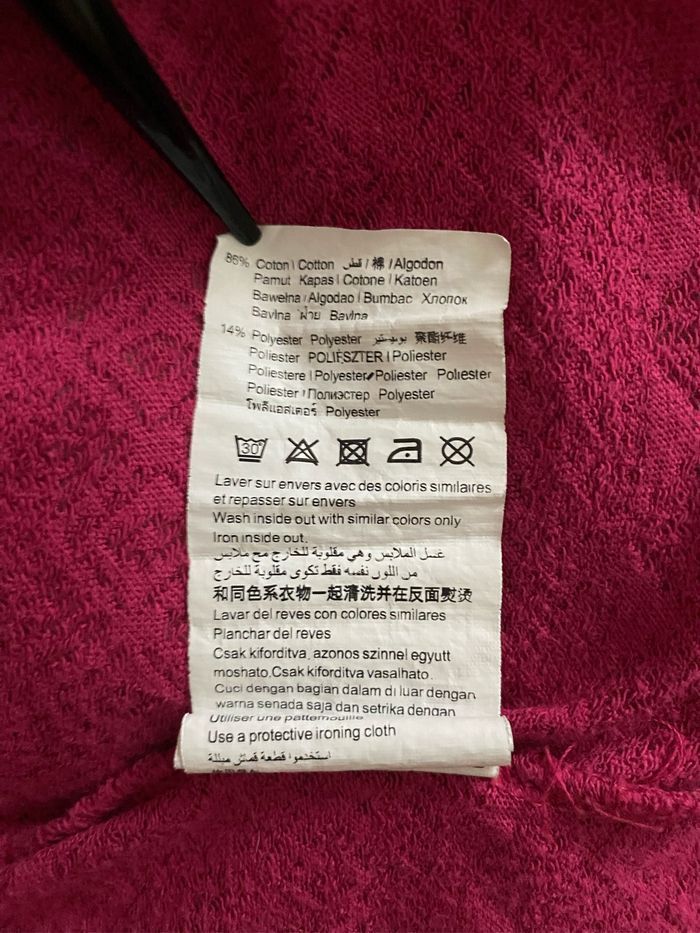 86% Coton | Cotton قطن / 棉 / Algodon
Pamut Kapas | Cotone | Katoen
Bawelna / Algodao | Bumbac Хлопок
Bavlna ฝ้าย Bavlna
14% Polyester Polyester بوليستير 聚酯纤维
Poliester POLIÉSZTER | Poliester
Poliestere | Polyester Poliester Poliester
Poliester | Полиэстер Polyester
โพลีเอสเตอร์ Polyester
30°
Laver sur envers avec des coloris similaires
et repasser sur envers
Wash inside out with similar colors only
Iron inside out.
غسل الملابس وهي مقلوبة للخارج مع ملابس
من اللون نفسه فقط تكوى مقلوبة للخارج
和同色系衣物一起清洗并在反面熨烫
Lavar del reves con colores similares
Planchar del reves
Csak kiforditva, azonos szinnel egyutt
moshato.Csak kiforditva vasalhato.
Cuci dengan bagian dalam di luar dengan
warna senada saja dan setrika dengan
Utiliser une pattemouille
Use a protective ironing cloth
استخدموا قطعة قماش مبللة